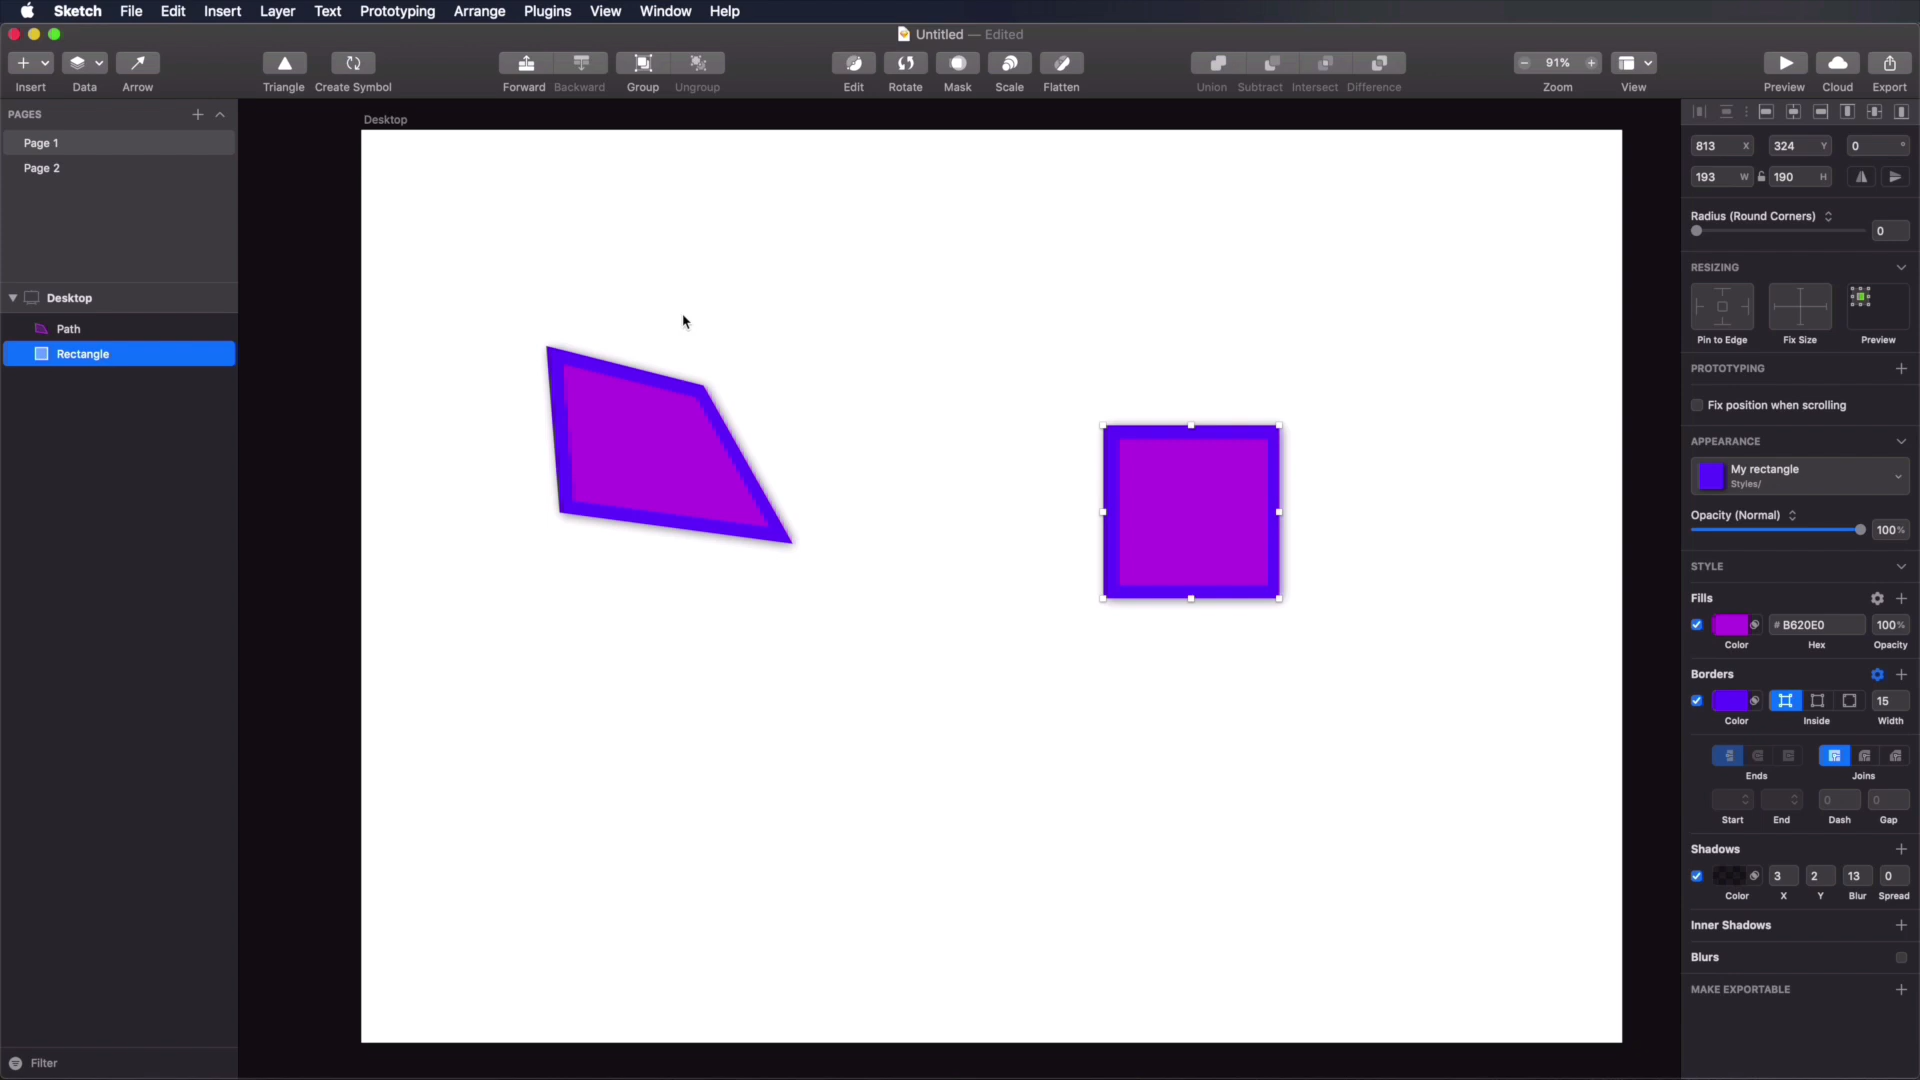 Sketch File Edit Insert Layer Text Prototyping Arrange Plugins View Window Help
Untitled — Edited
91%
Insert Data Arrow Triangle Create Symbol Forward Backward Group Ungroup Edit Rotate Mask Scale Flatten Union Subtract Intersect Difference Zoom View Preview Cloud Export
PAGES
Page 1
Page 2
Desktop
Path
Rectangle
Filter
Desktop
813 X 324 Y 0 °
193 W 190 H
Radius (Round Corners)
0
RESIZING
Pin to Edge Fix Size Preview
PROTOTYPING
Fix position when scrolling
APPEARANCE
My rectangle
Styles/
Opacity (Normal)
100%
STYLE
Fills
# B620E0 100%
Color Hex Opacity
Borders
15
Color Inside Width
Ends Joins
0 0
Start End Dash Gap
Shadows
3 2 13 0
Color X Y Blur Spread
Inner Shadows
Blurs
MAKE EXPORTABLE